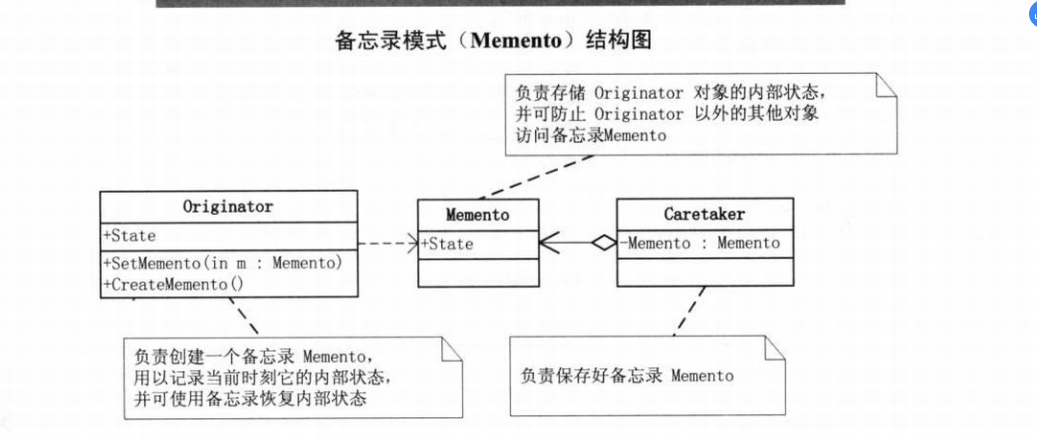 备忘录模式（Memento）结构图
负责存储 Originator 对象的内部状态，
并可防止 Originator 以外的其他对象
访问备忘录Memento
Originator
+State
+SetMemento(in m : Memento)
+CreateMemento()
Memento
+State
Caretaker
-Memento : Memento
负责创建一个备忘录 Memento，
用以记录当前时刻它的内部状态，
并可使用备忘录恢复内部状态
负责保存好备忘录 Memento